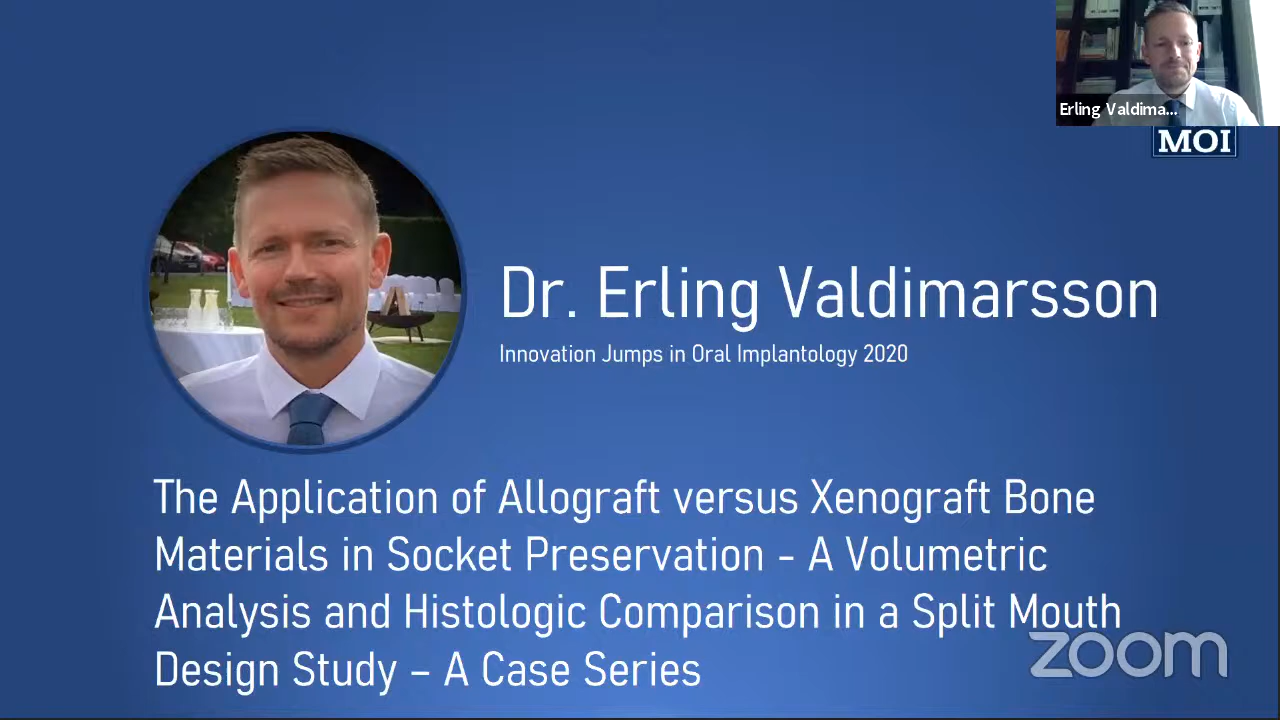 Erling Valdima...
MOI
Dr. Erling Valdimarsson
Innovation Jumps in Oral Implantology 2020
The Application of Allograft versus Xenograft Bone
Materials in Socket Preservation - A Volumetric
Analysis and Histologic Comparison in a Split Mouth
Design Study – A Case Series
zoom